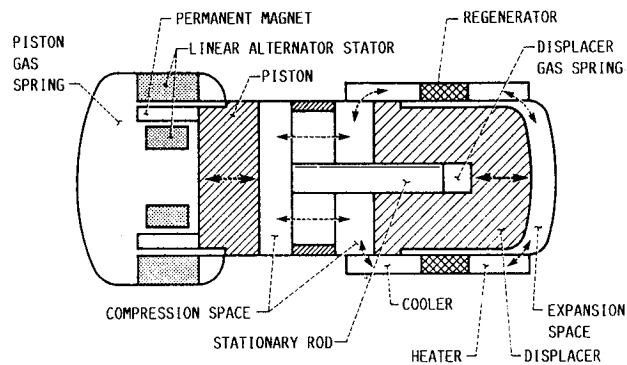 PERMANENT MAGNET
REGENERATOR
PISTON
GAS
SPRING
LINEAR ALTERNATOR STATOR
DISPLACER
GAS SPRING
PISTON
COMPRESSION SPACE
COOLER
EXPANSION
SPACE
STATIONARY ROD
HEATER
DISPLACER